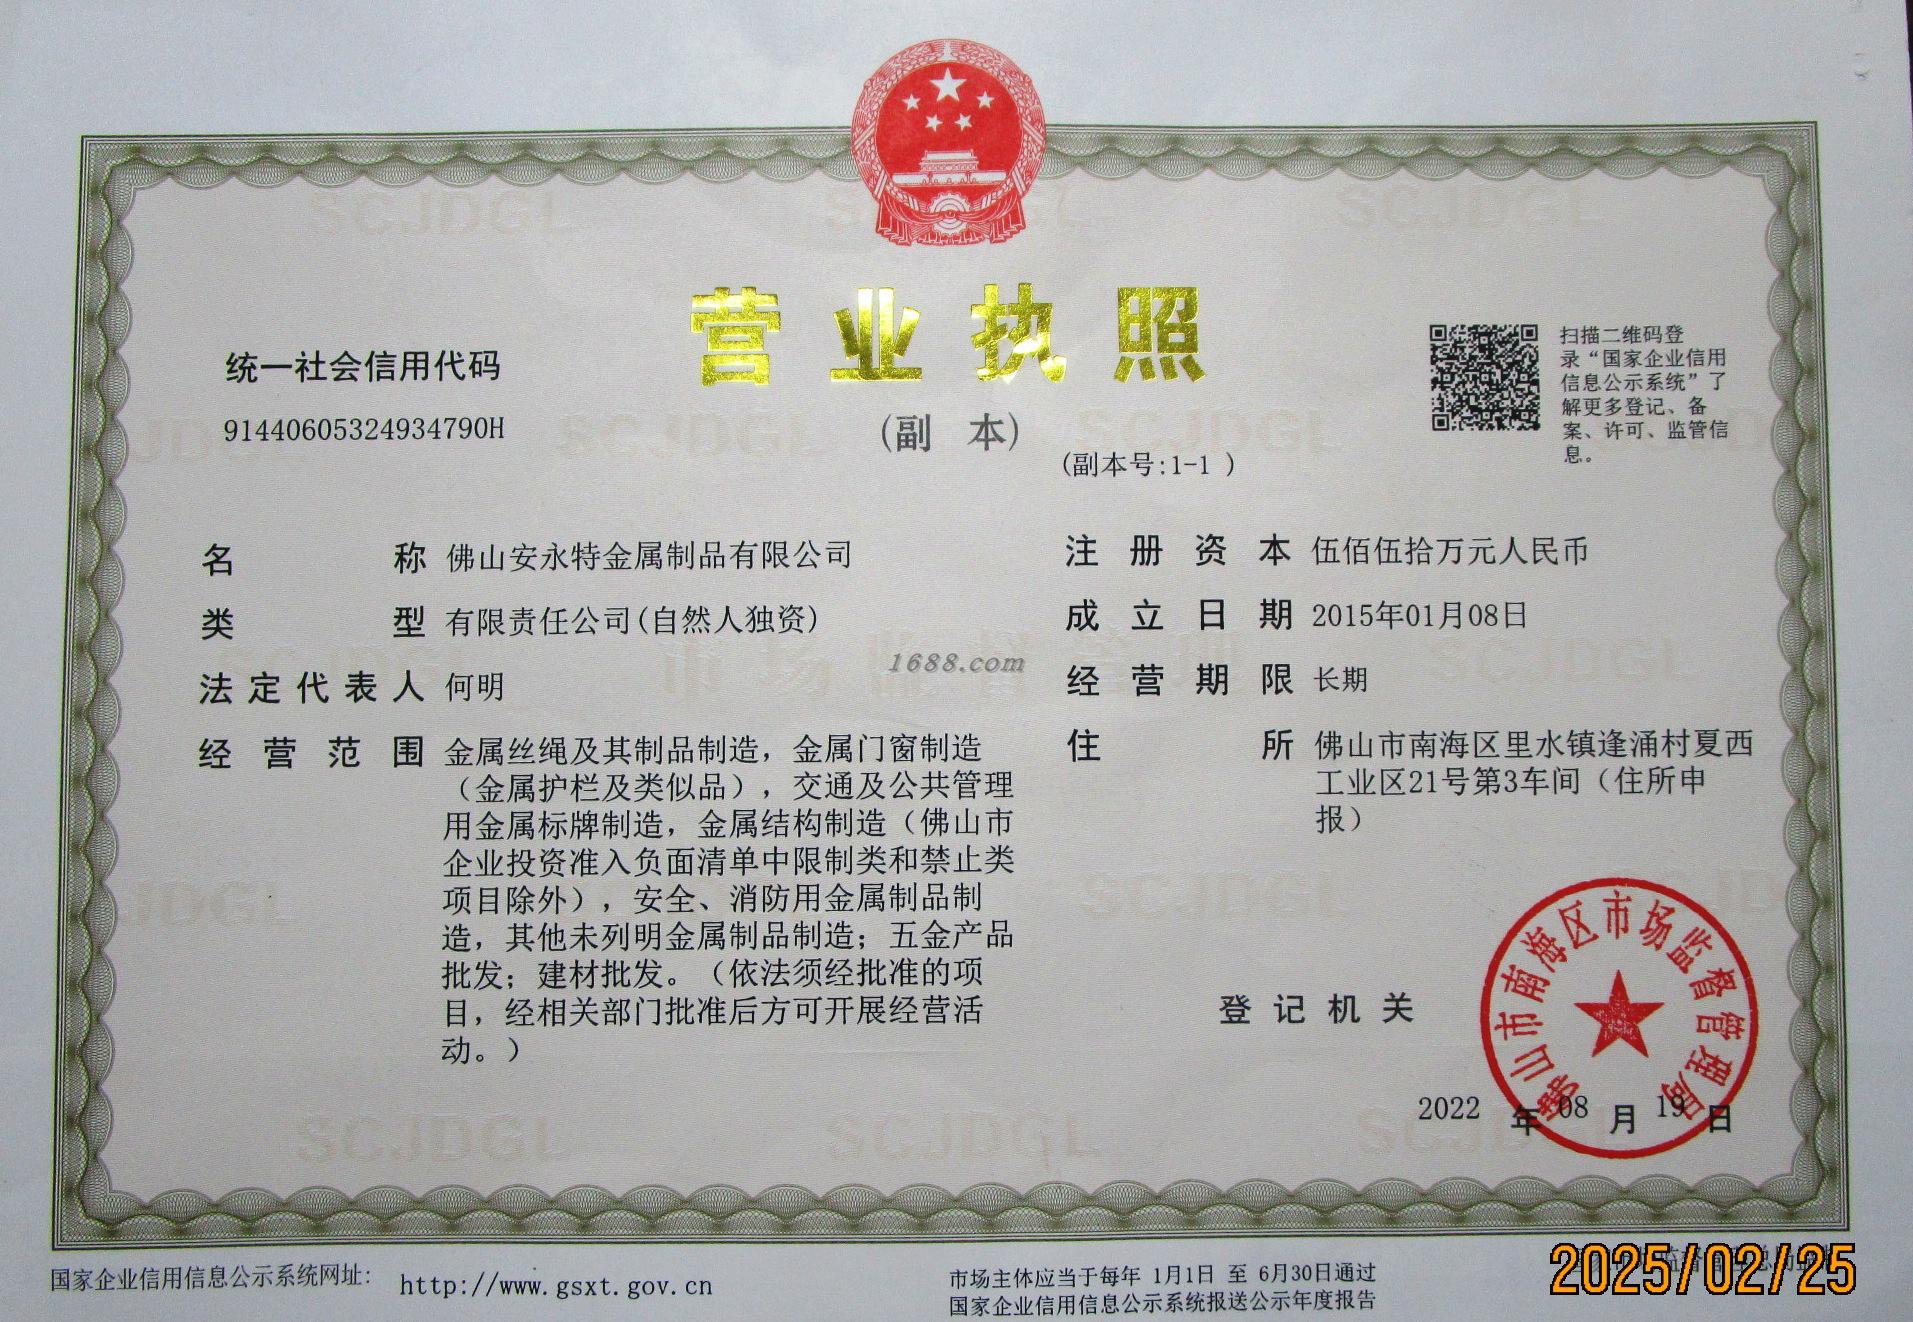 营业执照
(副 本)
(副本号:1-1 )
统一社会信用代码
91440605324934790H
扫描二维码登
录“国家企业信用
信息公示系统”了
解更多登记、备
案、许可、监管信
息。
名 称 佛山安永特金属制品有限公司
类 型 有限责任公司(自然人独资)
法定代表人 何明
经营范围 金属丝绳及其制品制造，金属门窗制造
（金属护栏及类似品），交通及公共管理
用金属标牌制造，金属结构制造（佛山市
企业投资准入负面清单中限制类和禁止类
项目除外），安全、消防用金属制品制
造，其他未列明金属制品制造；五金产品
批发；建材批发。（依法须经批准的项
目，经相关部门批准后方可开展经营活
动。）
注册资本 伍佰伍拾万元人民币
成立日期 2015年01月08日
经营期限 长期
住 所 佛山市南海区里水镇逢涌村夏西
工业区21号第3车间（住所申
报）
1688.com
登记机关
佛山市南海区市场监督管理局
2022 年 08 月 19 日
国家企业信用信息公示系统网址:
http://www.gsxt.gov.cn
市场主体应当于每年 1月1日 至 6月30日通过
国家企业信用信息公示系统报送公示年度报告
2025/02/25